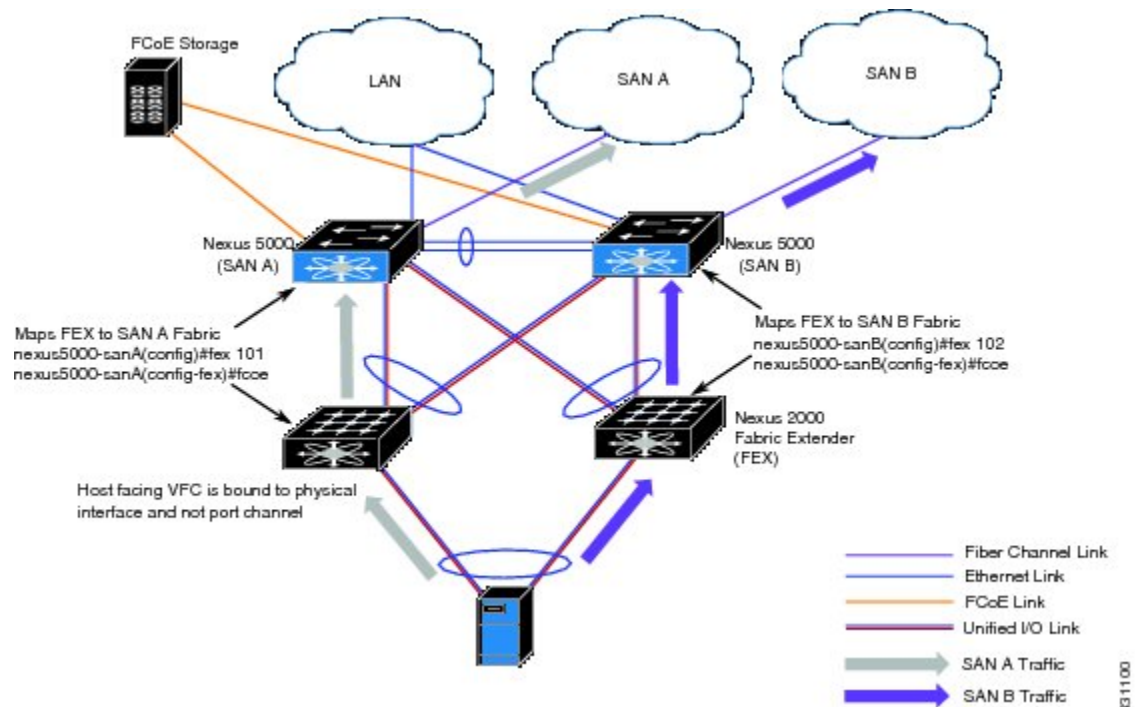 FCoE Storage
LAN
SAN A
SAN B
Nexus 5000
(SAN A)
Nexus 5000
(SAN B)
Maps FEX to SAN A Fabric
nexus5000-sanA(config)#fex 101
nexus5000-sanA(config-fex)#fcoe
Maps FEX to SAN B Fabric
nexus5000-sanB(config)#fex 102
nexus5000-sanB(config-fex)#fcoe
Nexus 2000
Fabric Extender
(FEX)
Host facing VFC is bound to physical
interface and not port channel
Fiber Channel Link
Ethernet Link
FCoE Link
Unified I/O Link
SAN A Traffic
SAN B Traffic